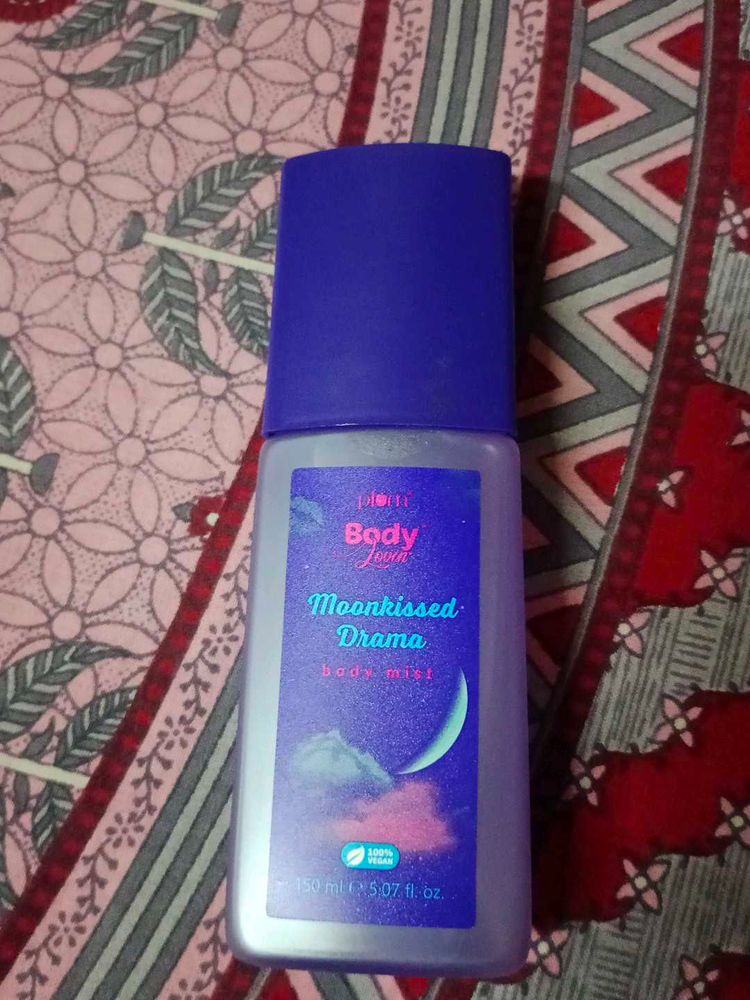 plum
Body
Lovin'
Moonkissed
Drama
body mist
100%
VEGAN
150 ml ℮ 5.07 fl. oz.